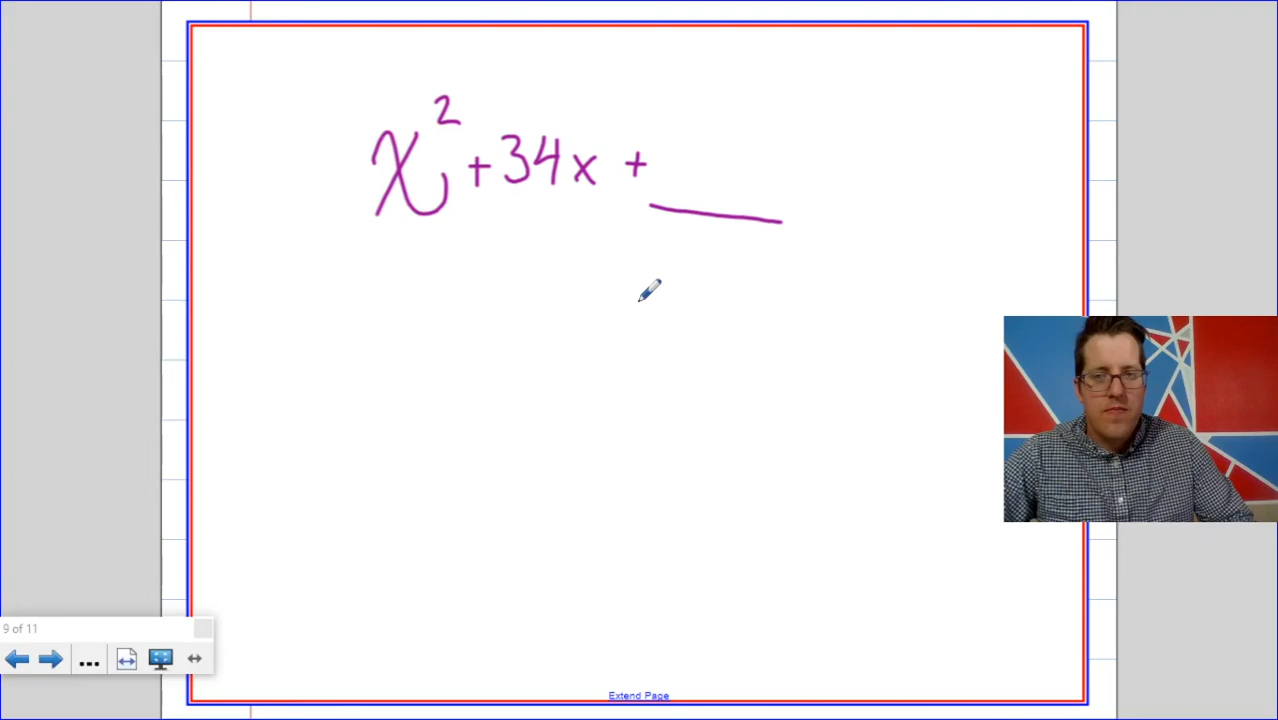 x² + 34x + ____
9 of 11
...
Extend Page